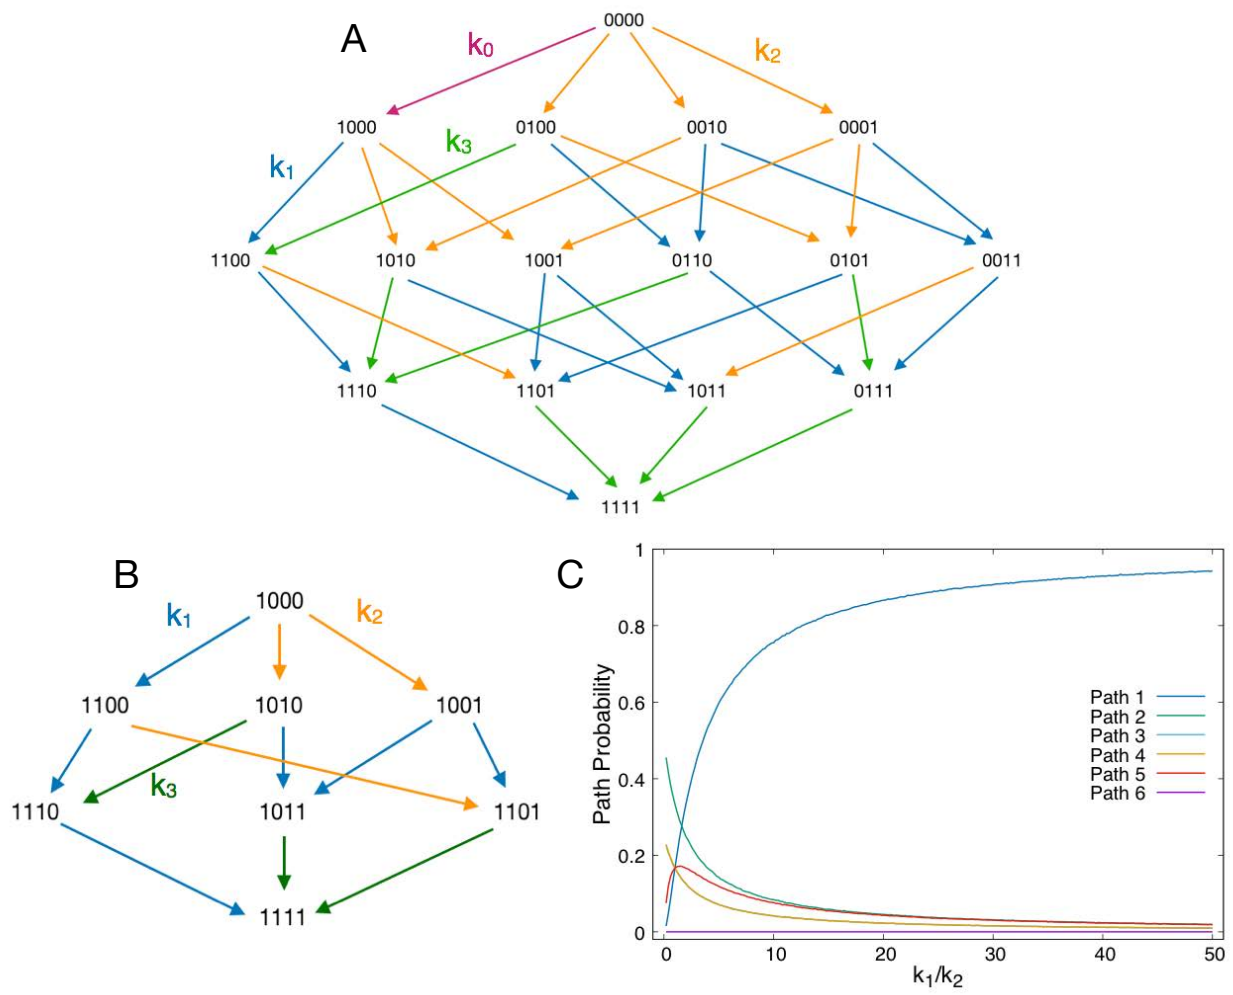 A
0000
k0
k2
1000
0100
0010
0001
k3
k1
1100
1010
1001
0110
0101
0011
1110
1101
1011
0111
1111
B
1000
k1
k2
1100
1010
1001
k3
1110
1011
1101
1111
C
Path Probability
1
0.8
0.6
0.4
0.2
0
Path 1
Path 2
Path 3
Path 4
Path 5
Path 6
0 10 20 30 40 50
k1/k2